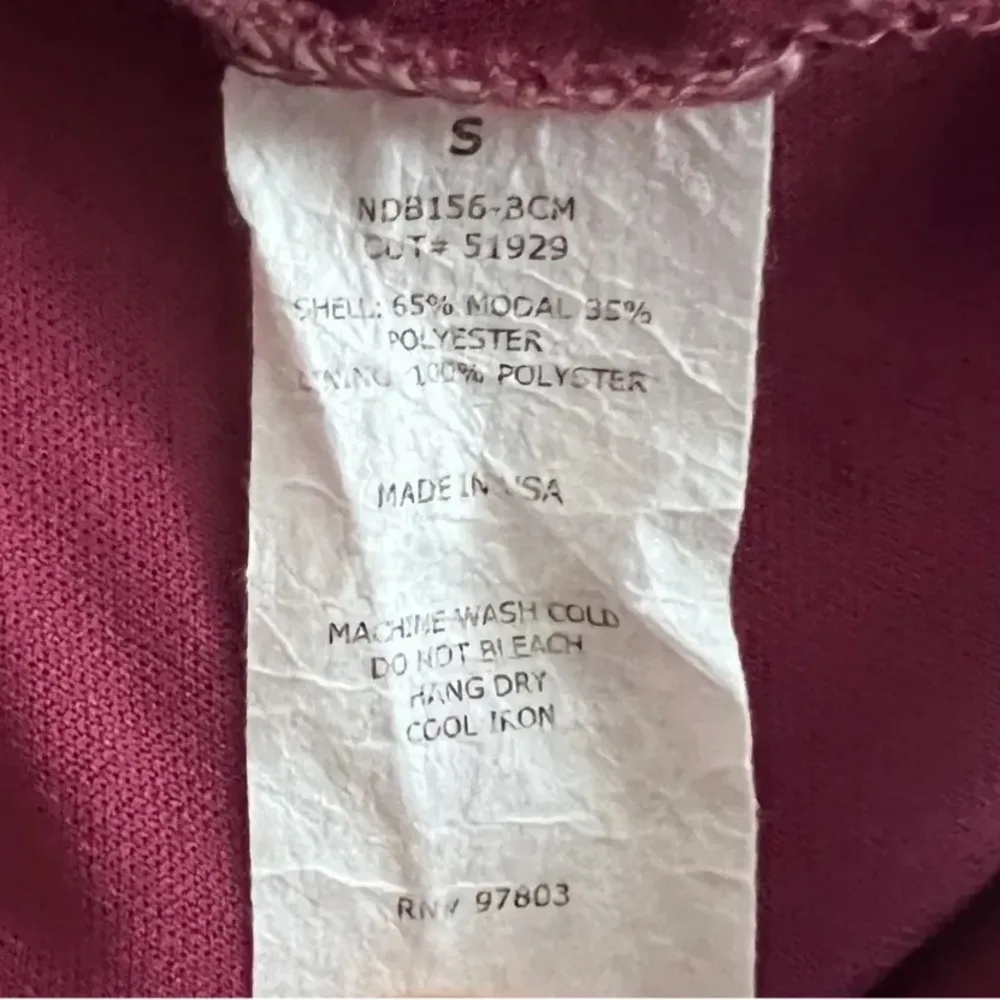 S
NDB156-BCM
CUT# 51929
SHELL: 65% MODAL 35%
POLYESTER
LINING 100% POLYSTER
MADE IN USA
MACHINE WASH COLD
DO NOT BLEACH
HANG DRY
COOL IRON
RN# 97803